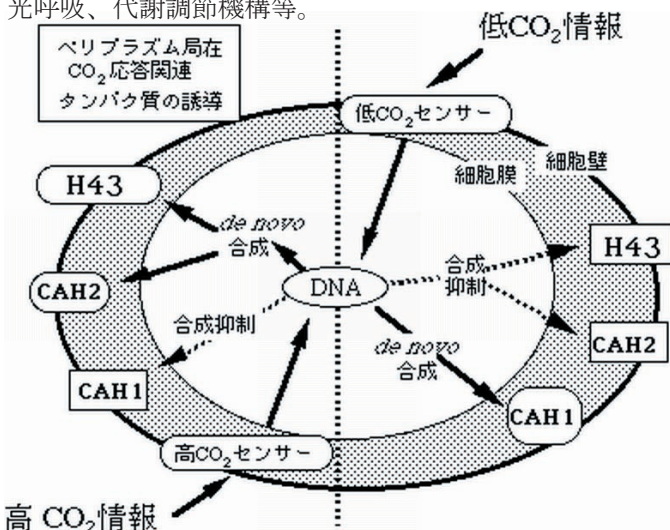 光呼吸、代謝調節機構等。
ペリプラズム局在
CO₂応答関連
タンパク質の誘導
低CO₂情報
低CO₂センサー
細胞膜
細胞壁
H43
de novo
合成
CAH2
合成抑制
CAH1
DNA
合成
抑制
H43
CAH2
de novo
合成
CAH1
高CO₂センサー
高 CO₂情報